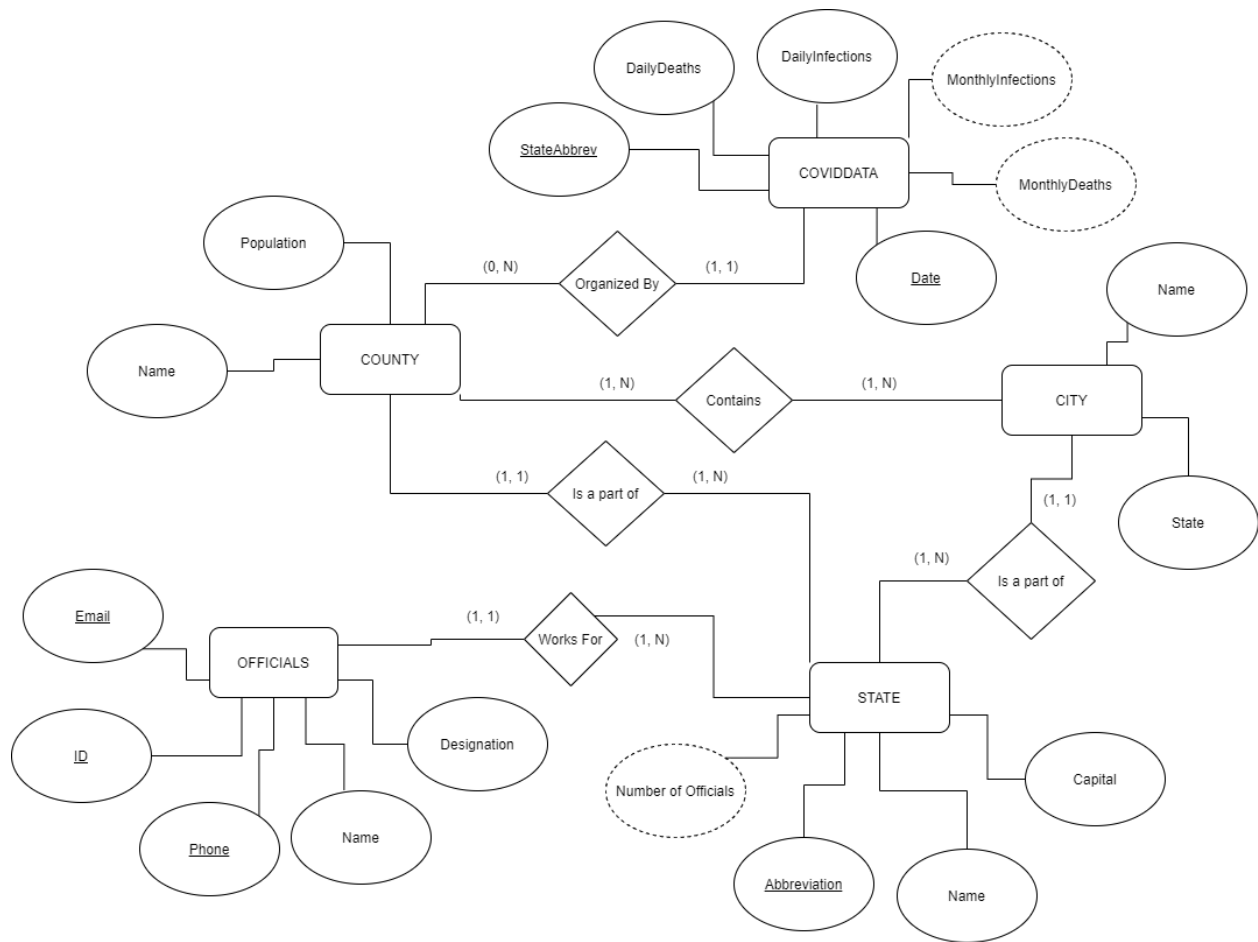 DailyDeaths
DailyInfections
MonthlyInfections
StateAbbrev
COVIDDATA
MonthlyDeaths
Population
(0, N)
Organized By
(1, 1)
Date
Name
Name
COUNTY
(1, N)
Contains
(1, N)
CITY
(1, 1)
Is a part of
(1, N)
(1, 1)
State
(1, N)
Is a part of
Email
(1, 1)
Works For
(1, N)
OFFICIALS
STATE
ID
Designation
Number of Officials
Capital
Phone
Name
Abbreviation
Name